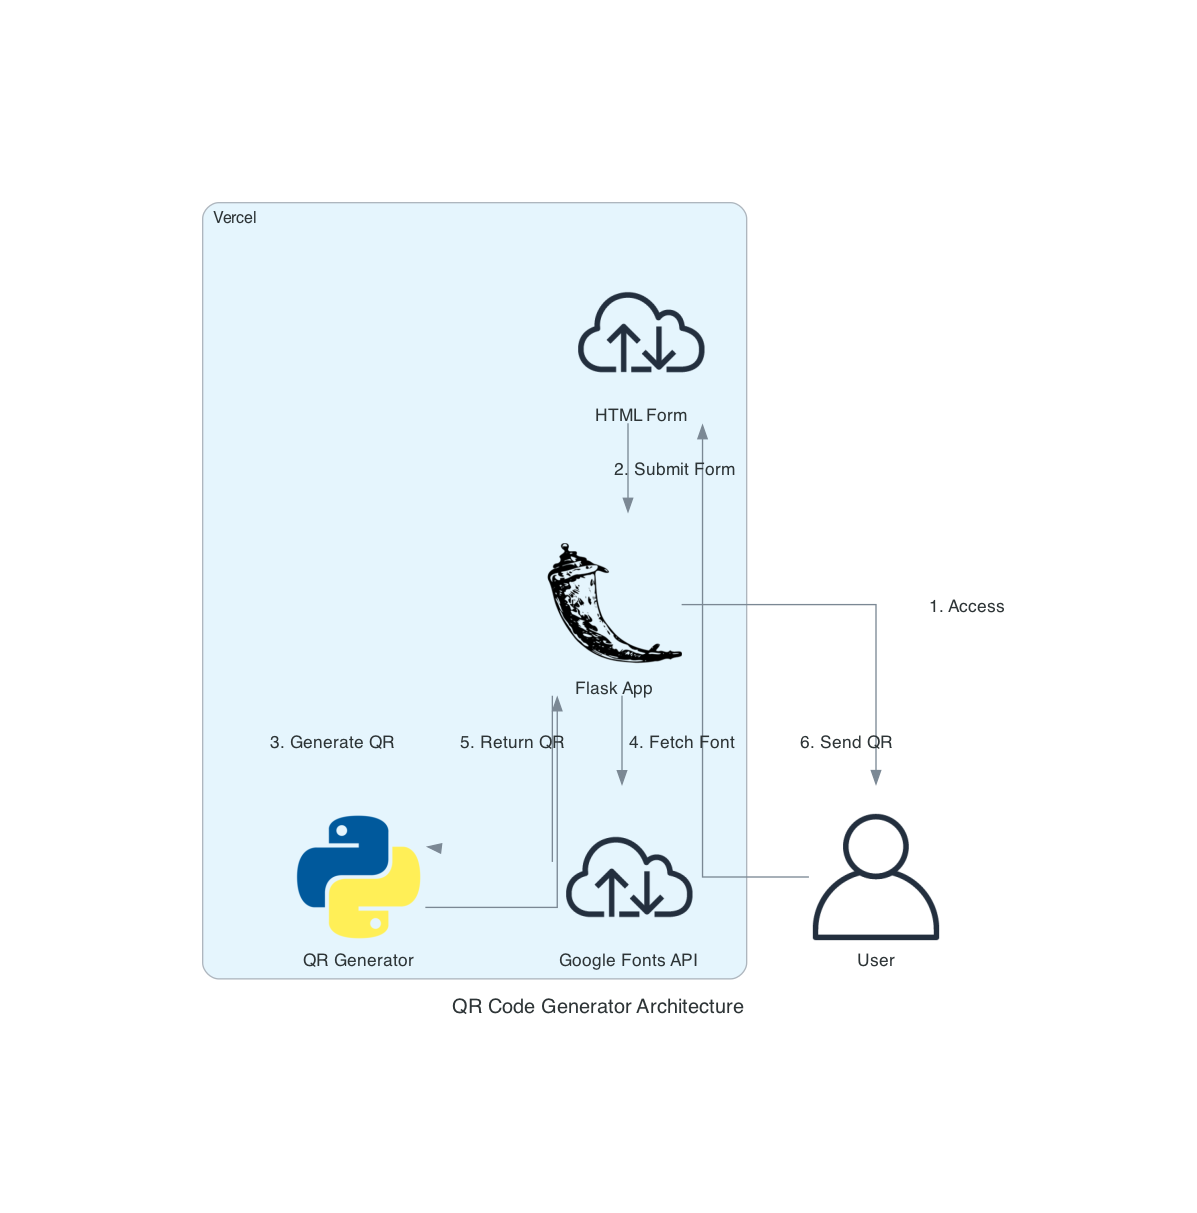 Vercel
HTML Form
2. Submit Form
1. Access
Flask App
3. Generate QR
5. Return QR
4. Fetch Font
6. Send QR
QR Generator
Google Fonts API
User
QR Code Generator Architecture